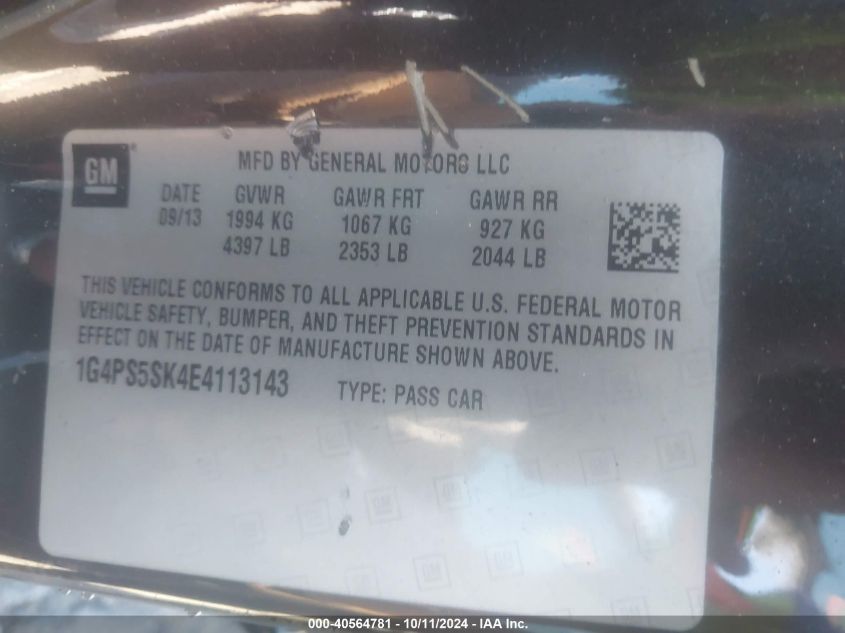 GM
MFD BY GENERAL MOTORS LLC
DATE GVWR GAWR FRT GAWR RR
09/13 1994 KG 1067 KG 927 KG
4397 LB 2353 LB 2044 LB
THIS VEHICLE CONFORMS TO ALL APPLICABLE U.S. FEDERAL MOTOR
VEHICLE SAFETY, BUMPER, AND THEFT PREVENTION STANDARDS IN
EFFECT ON THE DATE OF MANUFACTURE SHOWN ABOVE.
1G4PS5SK4E4113143 TYPE: PASS CAR
000-40564781 - 10/11/2024 - IAA Inc.